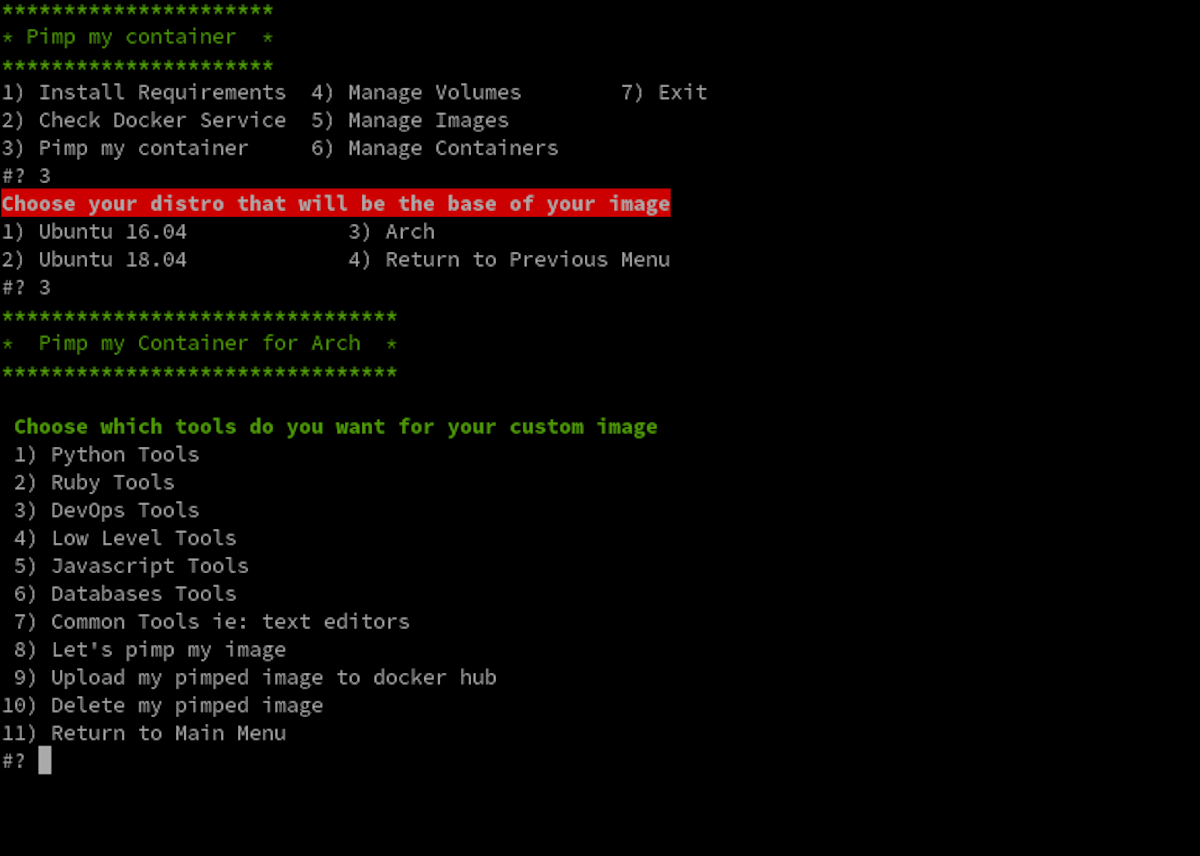 **********************
* Pimp my container  *
**********************
1) Install Requirements  4) Manage Volumes        7) Exit
2) Check Docker Service  5) Manage Images
3) Pimp my container     6) Manage Containers
#? 3
Choose your distro that will be the base of your image
1) Ubuntu 16.04             3) Arch
2) Ubuntu 18.04             4) Return to Previous Menu
#? 3
********************************
*  Pimp my Container for Arch  *
********************************
 Choose which tools do you want for your custom image
 1) Python Tools
 2) Ruby Tools
 3) DevOps Tools
 4) Low Level Tools
 5) Javascript Tools
 6) Databases Tools
 7) Common Tools ie: text editors
 8) Let's pimp my image
 9) Upload my pimped image to docker hub
10) Delete my pimped image
11) Return to Main Menu
#?